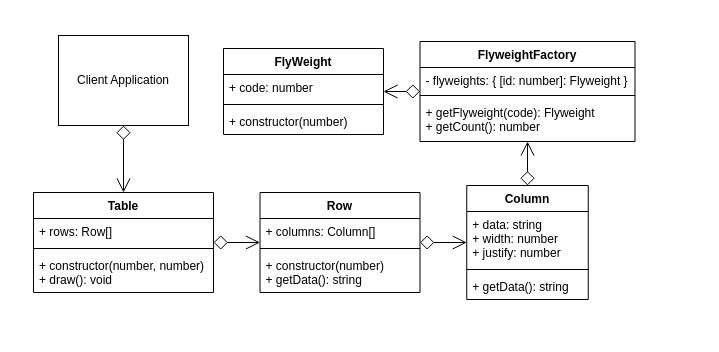 Client Application
FlyWeight
+ code: number
+ constructor(number)
FlyweightFactory
- flyweights: { [id: number]: Flyweight }
+ getFlyweight(code): Flyweight
+ getCount(): number
Table
+ rows: Row[]
+ constructor(number, number)
+ draw(): void
Row
+ columns: Column[]
+ constructor(number)
+ getData(): string
Column
+ data: string
+ width: number
+ justify: number
+ getData(): string